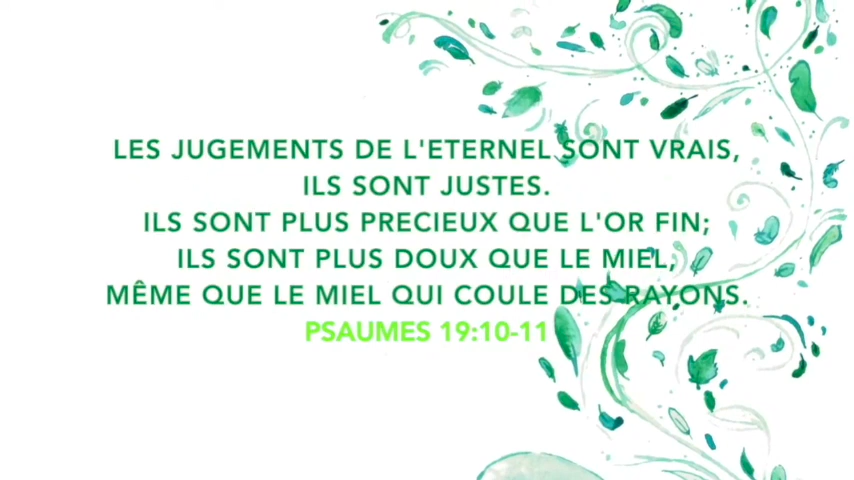 LES JUGEMENTS DE L'ETERNEL SONT VRAIS,
ILS SONT JUSTES.
ILS SONT PLUS PRECIEUX QUE L'OR FIN;
ILS SONT PLUS DOUX QUE LE MIEL,
MÊME QUE LE MIEL QUI COULE DES RAYONS.
PSAUMES 19:10-11